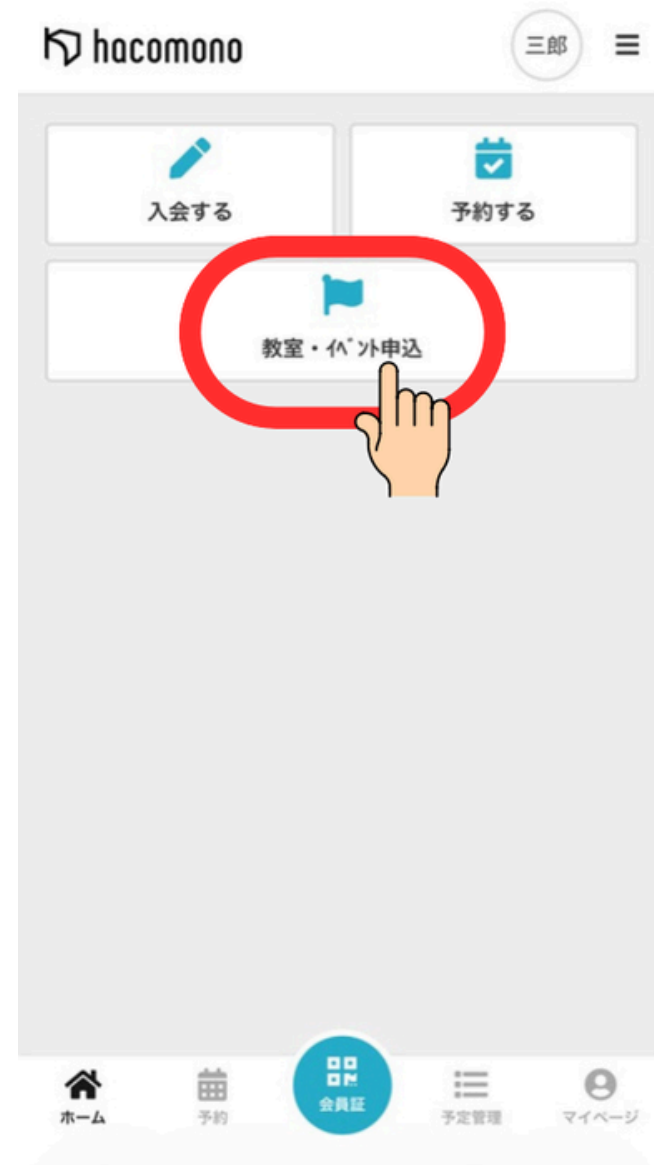 hacomono
三郎
入会する
予約する
教室・ｲﾍﾞﾝﾄ申込
ホーム
予約
会員証
予定管理
マイページ